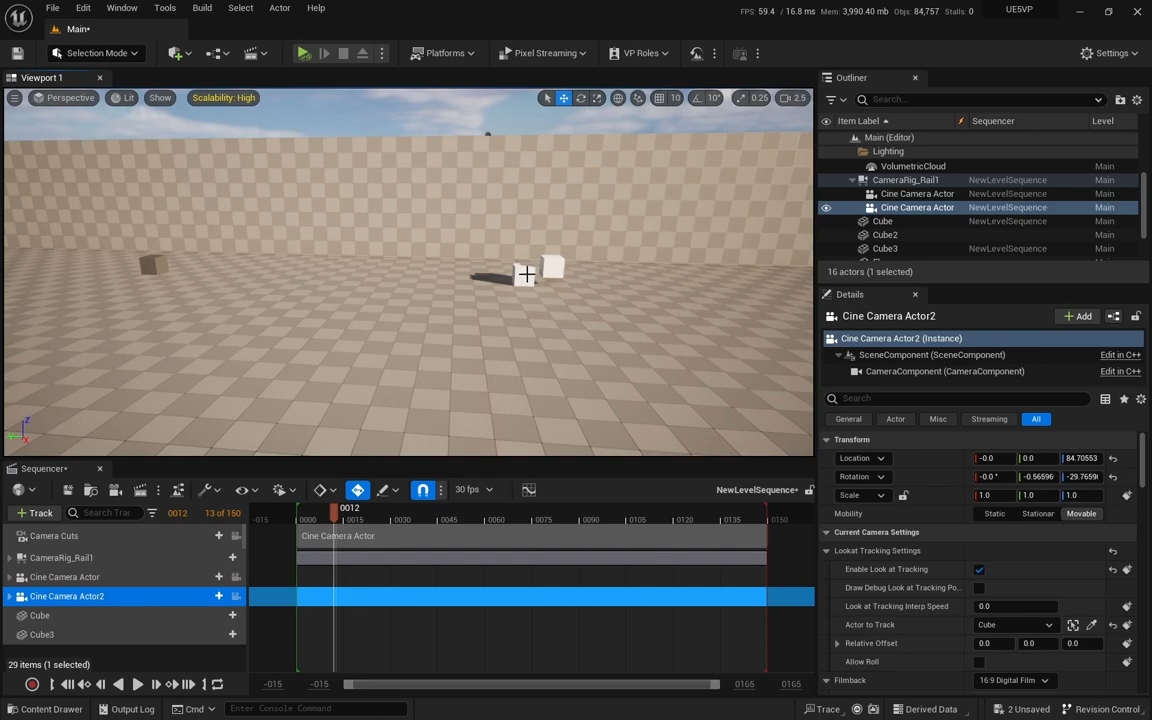 File Edit Window Tools Build Select Actor Help
FPS: 59.4 / 16.8 ms Mem: 3,990.40 mb Objs: 84,757 Stalls: 0
UE5VP
Main*
Selection Mode
Platforms
Pixel Streaming
VP Roles
Settings
Viewport 1
Perspective Lit Show Scalability: High
10 10° 0.25 2.5
Z
X
Outliner
Search...
Item Label Sequencer Level
Main (Editor)
Lighting
VolumetricCloud Main
CameraRig_Rail1 NewLevelSequence Main
Cine Camera Actor NewLevelSequence Main
Cine Camera Actor NewLevelSequence Main
Cube NewLevelSequence Main
Cube2 Main
Cube3 NewLevelSequence Main
16 actors (1 selected)
Details
Cine Camera Actor2
Add
Cine Camera Actor2 (Instance)
SceneComponent (SceneComponent) Edit in C++
CameraComponent (CameraComponent) Edit in C++
Search
General Actor Misc Streaming All
Transform
Location -0.0 0.0 84.70553
Rotation -0.0 ° -0.56596 -29.7659
Scale 1.0 1.0 1.0
Mobility Static Stationar Movable
Current Camera Settings
Lookat Tracking Settings
Enable Look at Tracking
Draw Debug Look at Tracking Po...
Look at Tracking Interp Speed 0.0
Actor to Track Cube
Relative Offset 0.0 0.0 0.0
Allow Roll
Filmback 16:9 Digital Film
Sequencer*
30 fps
NewLevelSequence*
Track
Search Trac
0012 13 of 150
0012
-015 0000 0015 0030 0045 0060 0075 0090 0105 0120 0135 0150
Camera Cuts
Cine Camera Actor
CameraRig_Rail1
Cine Camera Actor
Cine Camera Actor2
Cube
Cube3
29 items (1 selected)
-015 -015 0165 0165
Content Drawer
Output Log
Cmd
Enter Console Command
Trace
Derived Data
2 Unsaved
Revision Control